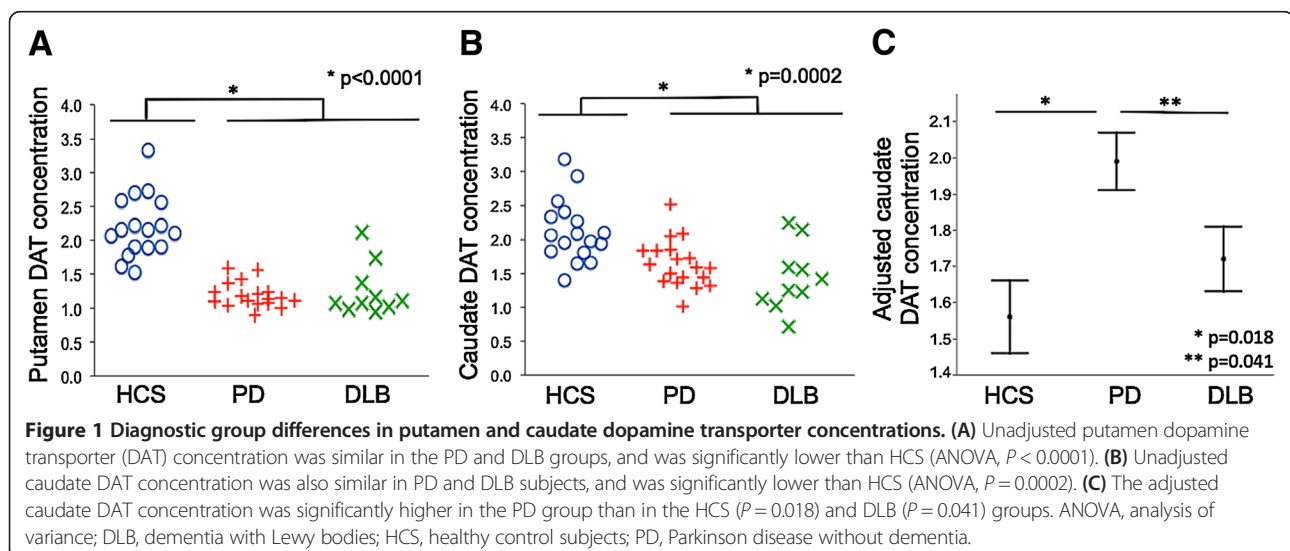 A
* p<0.0001
*
Putamen DAT concentration
4.0
3.5
3.0
2.5
2.0
1.5
1.0
0.5
0.0
HCS PD DLB
B
* p=0.0002
*
Caudate DAT concentration
4.0
3.5
3.0
2.5
2.0
1.5
1.0
0.5
0.0
HCS PD DLB
C
* **
Adjusted caudate
DAT concentration
2.1
2.0
1.9
1.8
1.7
1.6
1.5
1.4
* p=0.018
** p=0.041
HCS PD DLB
Figure 1 Diagnostic group differences in putamen and caudate dopamine transporter concentrations. (A) Unadjusted putamen dopamine
transporter (DAT) concentration was similar in the PD and DLB groups, and was significantly lower than HCS (ANOVA, P < 0.0001). (B) Unadjusted
caudate DAT concentration was also similar in PD and DLB subjects, and was significantly lower than HCS (ANOVA, P = 0.0002). (C) The adjusted
caudate DAT concentration was significantly higher in the PD group than in the HCS (P = 0.018) and DLB (P = 0.041) groups. ANOVA, analysis of
variance; DLB, dementia with Lewy bodies; HCS, healthy control subjects; PD, Parkinson disease without dementia.